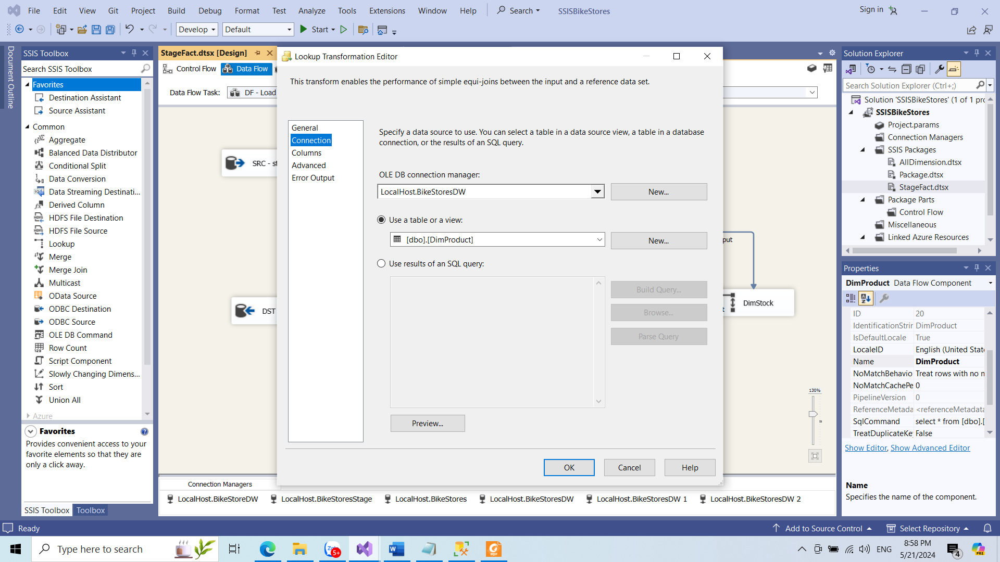 File Edit View Git Project Build Debug Format Test Analyze Tools Extensions Window Help Search SSISBikeStores Sign in
Develop Default Start
Document Outline
SSIS Toolbox
Search SSIS Toolbox
Favorites
Destination Assistant
Source Assistant
Common
Aggregate
Balanced Data Distributor
Conditional Split
Data Conversion
Data Streaming Destinati...
Derived Column
HDFS File Destination
HDFS File Source
Lookup
Merge
Merge Join
Multicast
OData Source
ODBC Destination
ODBC Source
OLE DB Command
Row Count
Script Component
Slowly Changing Dimens...
Sort
Union All
Azure
Favorites
Provides convenient access to your
favorite elements so that they are
only a click away.
SSIS Toolbox Toolbox
StageFact.dtsx [Design]
Control Flow Data Flow
Data Flow Task: DF - Load
SRC - st
DST
put
t
DimStock
130%
Lookup Transformation Editor
This transform enables the performance of simple equi-joins between the input and a reference data set.
General
Connection
Columns
Advanced
Error Output
Specify a data source to use. You can select a table in a data source view, a table in a database
connection, or the results of an SQL query.
OLE DB connection manager:
LocalHost.BikeStoresDW New...
Use a table or a view:
[dbo].[DimProduct] New...
Use results of an SQL query:
Build Query...
Browse...
Parse Query
Preview...
OK Cancel Help
Connection Managers
LocalHost.BikeStoreDW LocalHost.BikeStoresStage LocalHost.BikeStores LocalHost.BikeStoresDW LocalHost.BikeStoresDW 1 LocalHost.BikeStoresDW 2
Solution Explorer
Search Solution Explorer (Ctrl+;)
Solution 'SSISBikeStores' (1 of 1 pro
SSISBikeStores
Project.params
Connection Managers
SSIS Packages
AllDimension.dtsx
Package.dtsx
StageFact.dtsx
Package Parts
Control Flow
Miscellaneous
Linked Azure Resources
Properties
DimProduct Data Flow Component
ID 20
IdentificationStrin DimProduct
IsDefaultLocale True
LocaleID English (United State
Name DimProduct
NoMatchBehavio Treat rows with no m
NoMatchCachePe 0
PipelineVersion 0
ReferenceMetada <referenceMetadata
SqlCommand select * from [dbo].[
TreatDuplicateKe False
Show Editor, Show Advanced Editor
Name
Specifies the name of the component.
Ready Add to Source Control Select Repository
Type here to search
5+
ENG
8:58 PM
5/21/2024
4
PRE